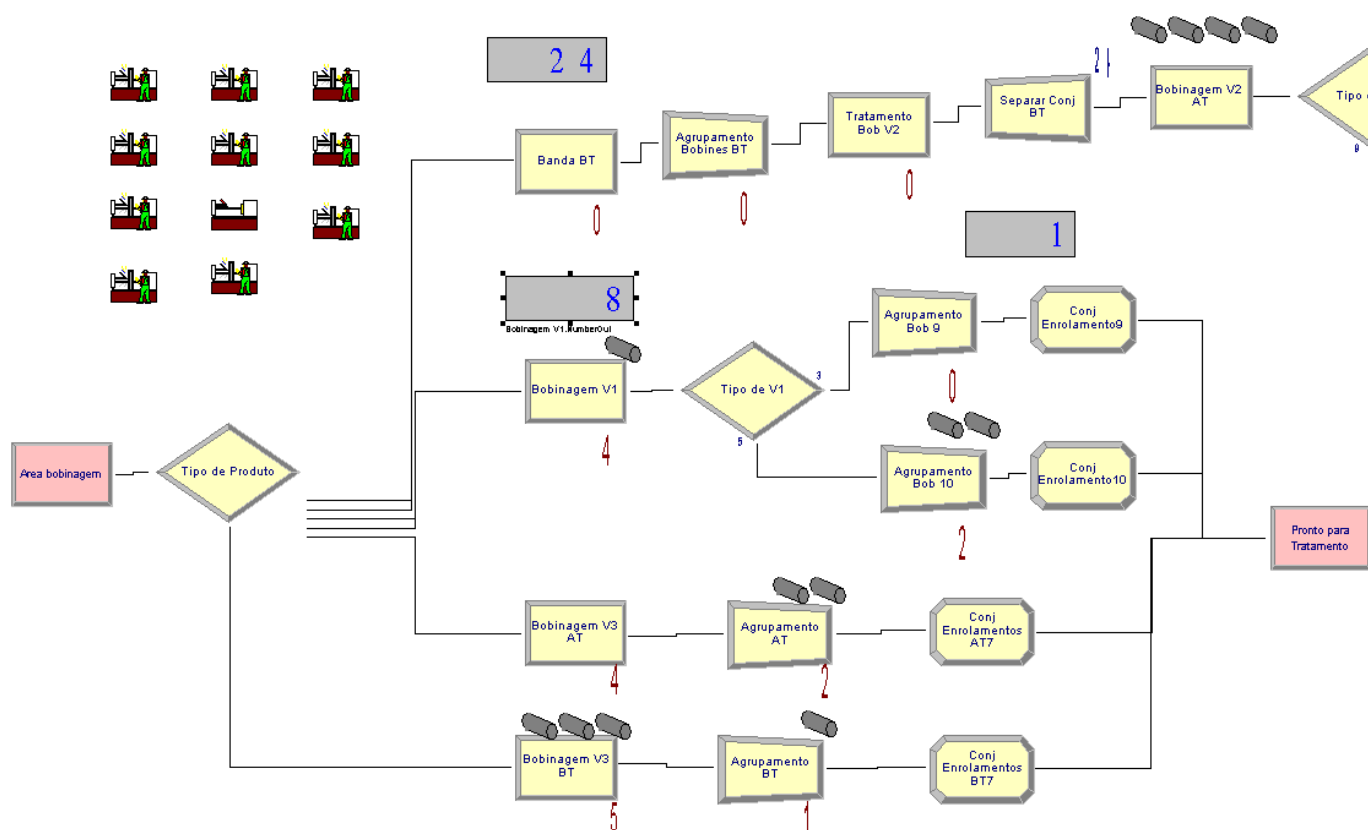 2 4
Banda BT
0
Agrupamento
Bobines BT
0
Tratamento
Bob V2
0
Separar Conj
BT
Bobinagem V2
AT
9
1
8
Bobinagem V1
4
Tipo de V1
3
5
Agrupamento
Bob 9
0
Conj
Enrolamento9
Agrupamento
Bob 10
2
Conj
Enrolamento10
Area bobinagem
Tipo de Produto
Pronto para
Tratamento
Bobinagem V3
AT
4
Agrupamento
AT
2
Conj
Enrolamentos
AT7
Bobinagem V3
BT
5
Agrupamento
BT
1
Conj
Enrolamentos
BT7